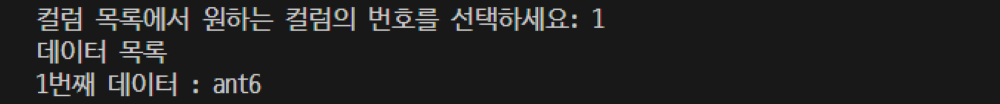 컬럼 목록에서 원하는 컬럼의 번호를 선택하세요: 1
데이터 목록
1번째 데이터 : ant6